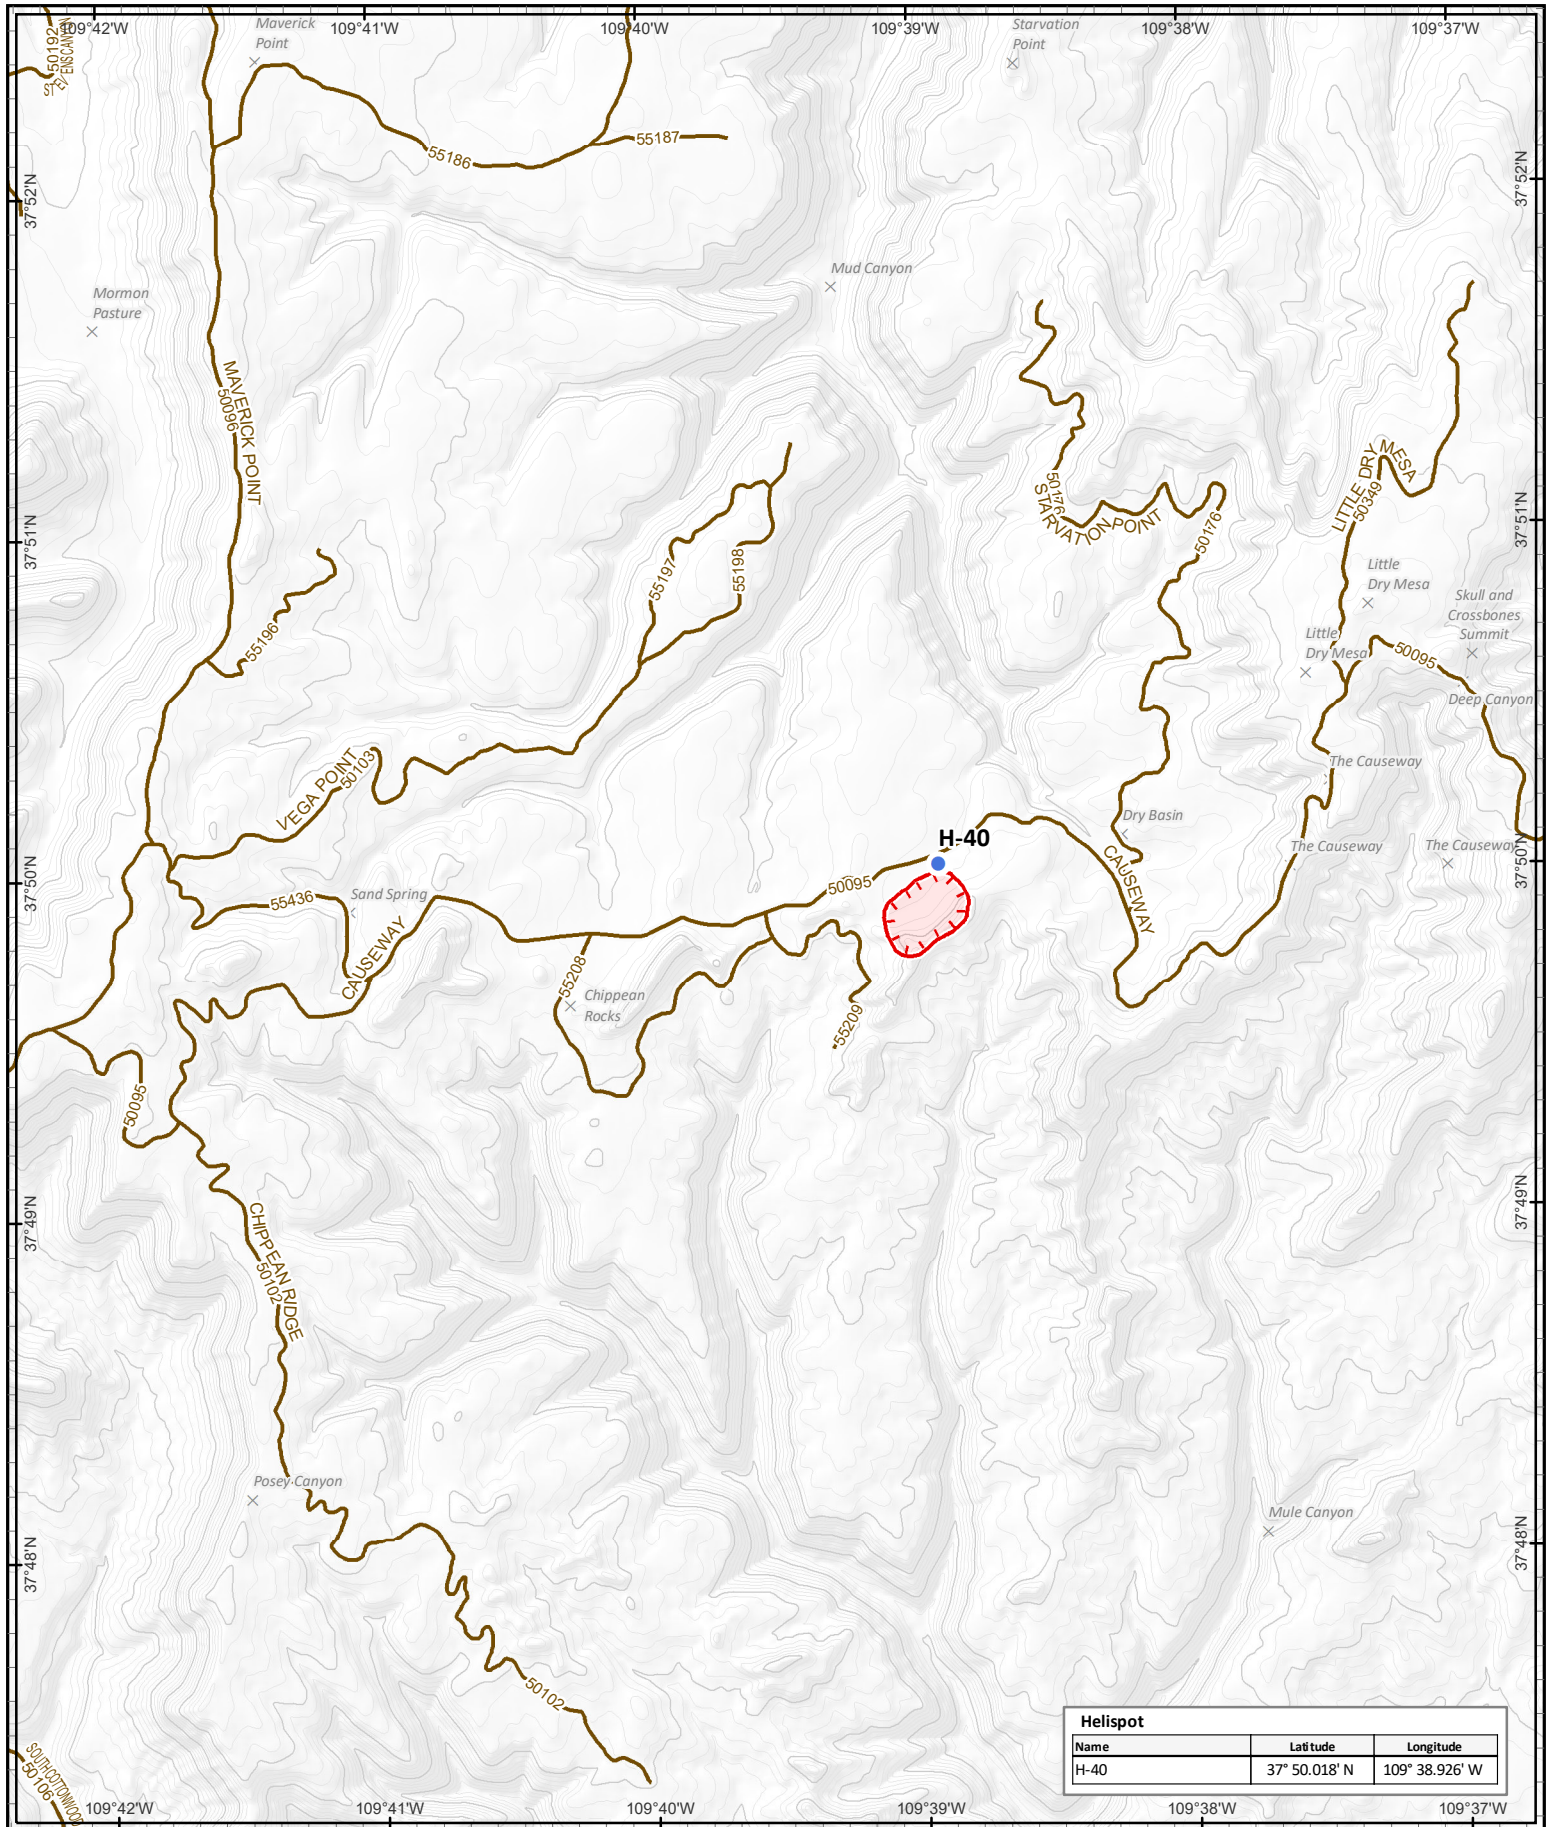 109°42'W
109°41'W
109°40'W
109°39'W
109°38'W
109°37'W
50192
STEVENS CANYON
Maverick
Point
Starvation
Point
55187
55186
37°52'N
37°52'N
Mud Canyon
Mormon
Pasture
MAVERICK POINT
50096
LITTLE DRY MESA
50349
50176
STARVATION POINT
50176
37°51'N
37°51'N
55197
55198
55196
Little
Dry Mesa
Skull and
Crossbones
Summit
Little
Dry Mesa
50095
Deep Canyon
VEGA POINT
50103
The Causeway
Dry Basin
H-40
The Causeway
The Causeway
CAUSEWAY
37°50'N
37°50'N
50095
55436
Sand Spring
CAUSEWAY
55208
Chippean
Rocks
55209
50095
37°49'N
37°49'N
CHIPPEAN RIDGE
50102
Posey Canyon
Mule Canyon
37°48'N
37°48'N
50102
SOUTH COTTONWOOD
50106
Helispot
Name Latitude Longitude
H-40 37° 50.018' N 109° 38.926' W
109°42'W
109°41'W
109°40'W
109°39'W
109°38'W
109°37'W